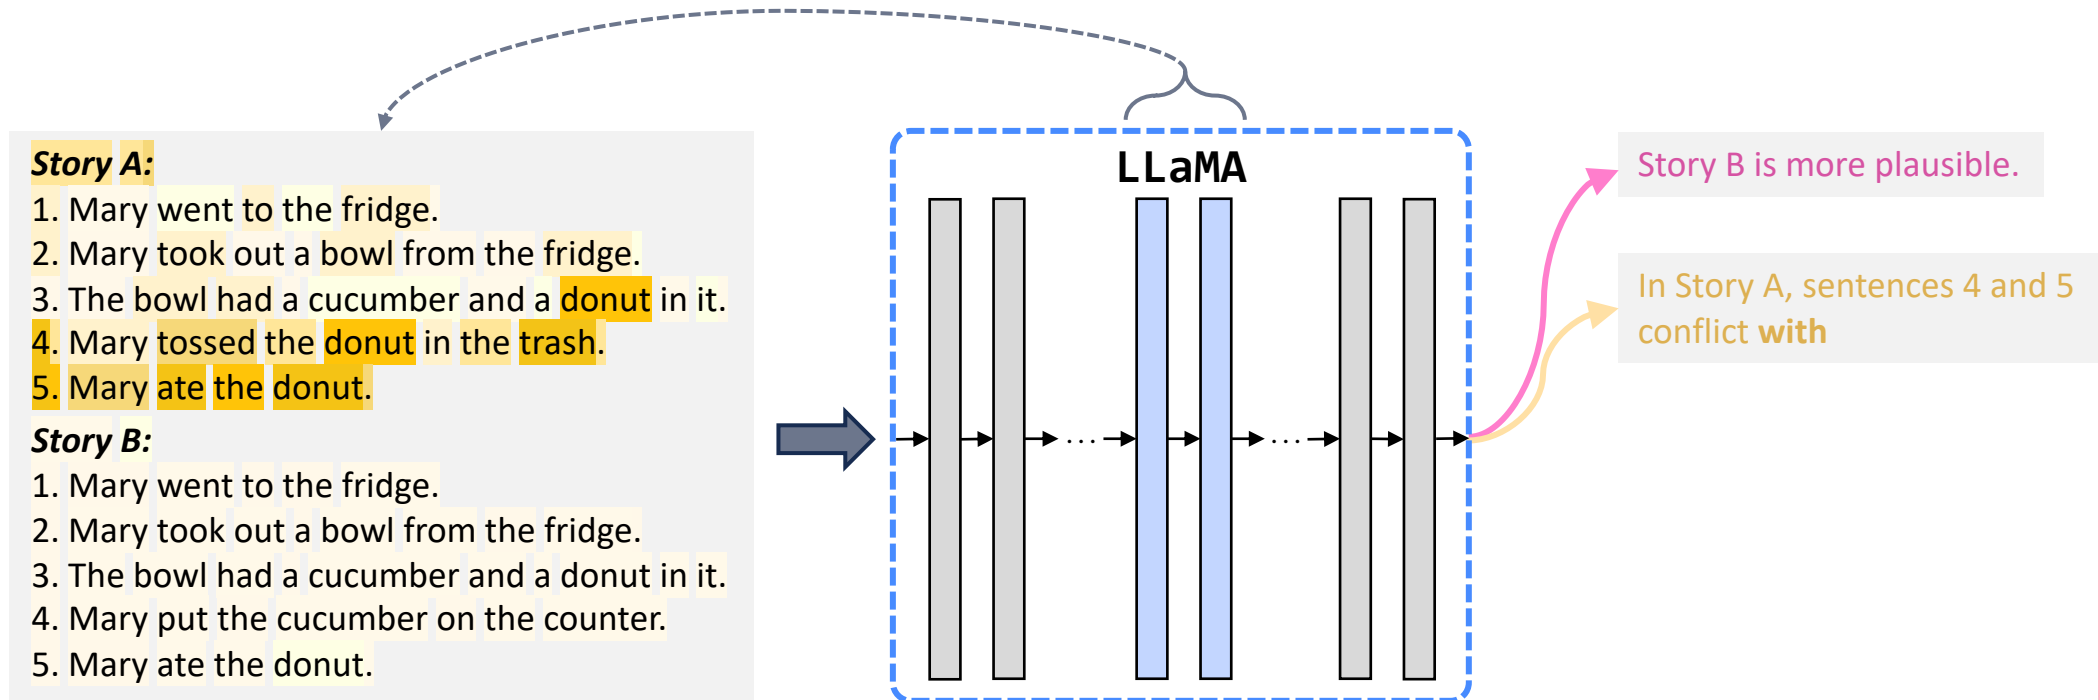 Story A:
1. Mary went to the fridge.
2. Mary took out a bowl from the fridge.
3. The bowl had a cucumber and a donut in it.
4. Mary tossed the donut in the trash.
5. Mary ate the donut.
Story B:
1. Mary went to the fridge.
2. Mary took out a bowl from the fridge.
3. The bowl had a cucumber and a donut in it.
4. Mary put the cucumber on the counter.
5. Mary ate the donut.
LLaMA
...
...
Story B is more plausible.
In Story A, sentences 4 and 5
conflict with